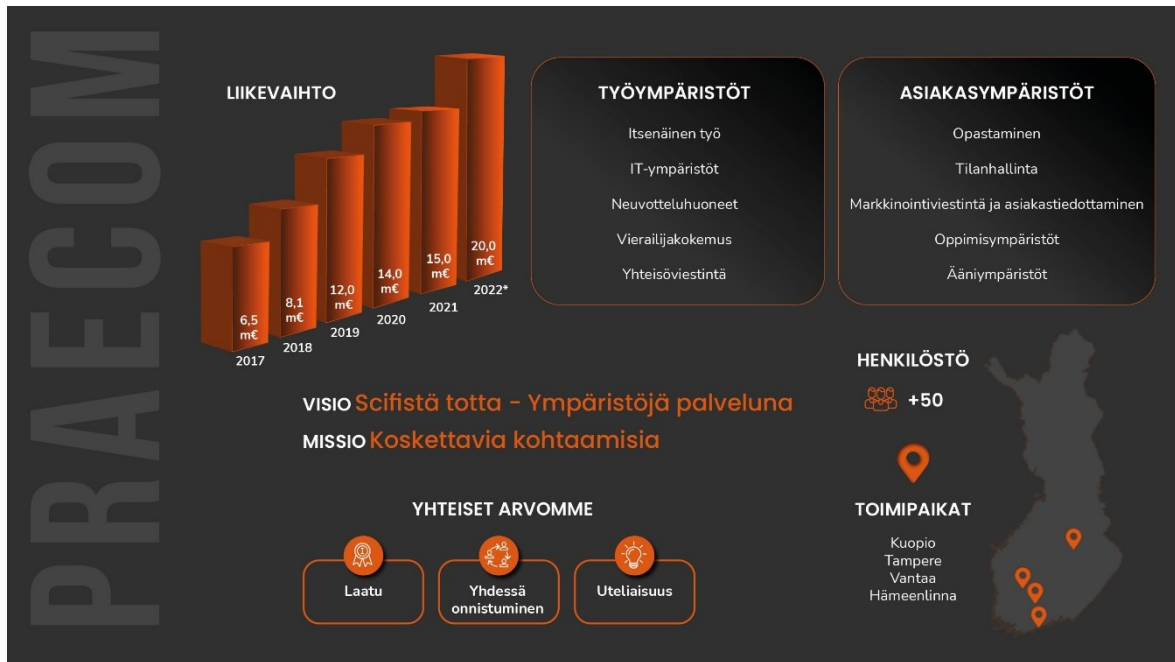 PRAECOM
LIIKEVAIHTO
6,5
m€
2017
8,1
m€
2018
12,0
m€
2019
14,0
m€
2020
15,0
m€
2021
20,0
m€
2022*
TYÖYMPÄRISTÖT
Itsenäinen työ
IT-ympäristöt
Neuvotteluhuoneet
Vierailijakokemus
Yhteisöviestintä
ASIAKASYMPÄRISTÖT
Opastaminen
Tilanhallinta
Markkinointiviestintä ja asiakastiedottaminen
Oppimisympäristöt
Ääniympäristöt
VISIO Scifistä totta - Ympäristöjä palveluna
MISSIO Koskettavia kohtaamisia
YHTEISET ARVOMME
1
Laatu
Yhdessä
onnistuminen
Uteliaisuus
HENKILÖSTÖ
+50
TOIMIPAIKAT
Kuopio
Tampere
Vantaa
Hämeenlinna